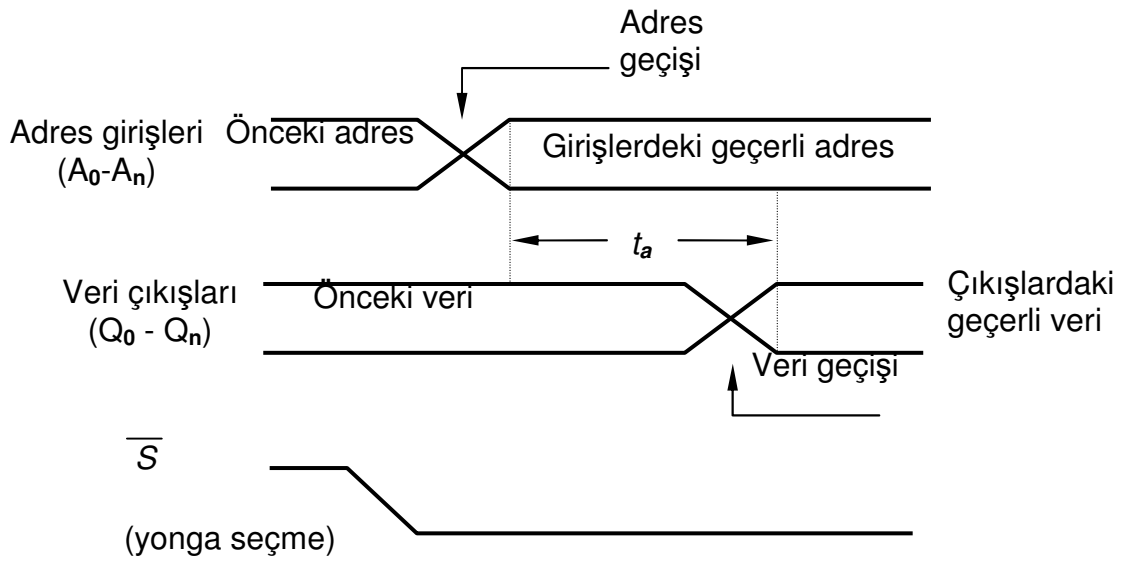 Adres
geçişi
Adres girişleri
(A0-An)
Önceki adres
Girişlerdeki geçerli adres
ta
Veri çıkışları
(Q0 - Qn)
Önceki veri
Çıkışlardaki
geçerli veri
Veri geçişi
S̅
(yonga seçme)